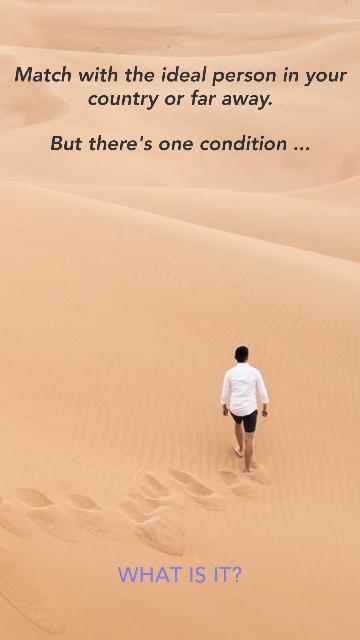 Match with the ideal person in your
country or far away.
But there's one condition ...
WHAT IS IT?